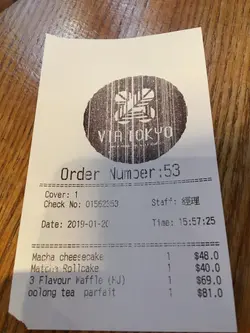 VIA TOKYO
Order Number:53
Cover: 1
Check No: 01562353 Staff: 經理
Date: 2019-01-20 Time: 15:57:25
Macha cheesecake 1 $48.0
Matcha Rollcake 1 $40.0
3 Flavour Waffle (HJ) 1 $69.0
oolong tea parfait 1 $81.0